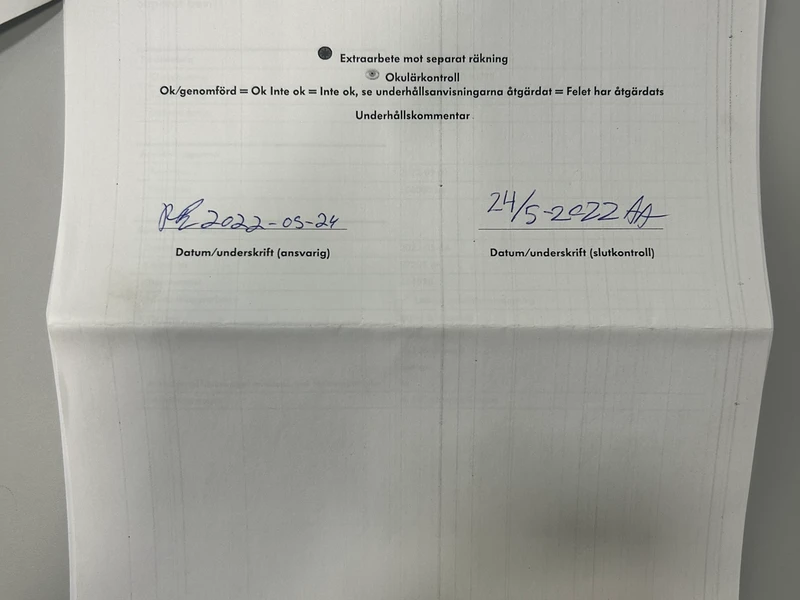 Extraarbete mot separat räkning
Okulärkontroll
Ok/genomförd = Ok Inte ok = Inte ok, se underhållsanvisningarna åtgärdat = Felet har åtgärdats
Underhållskommentar
2022-05-24
24/5-2022 AA
Datum/underskrift (ansvarig)
Datum/underskrift (slutkontroll)